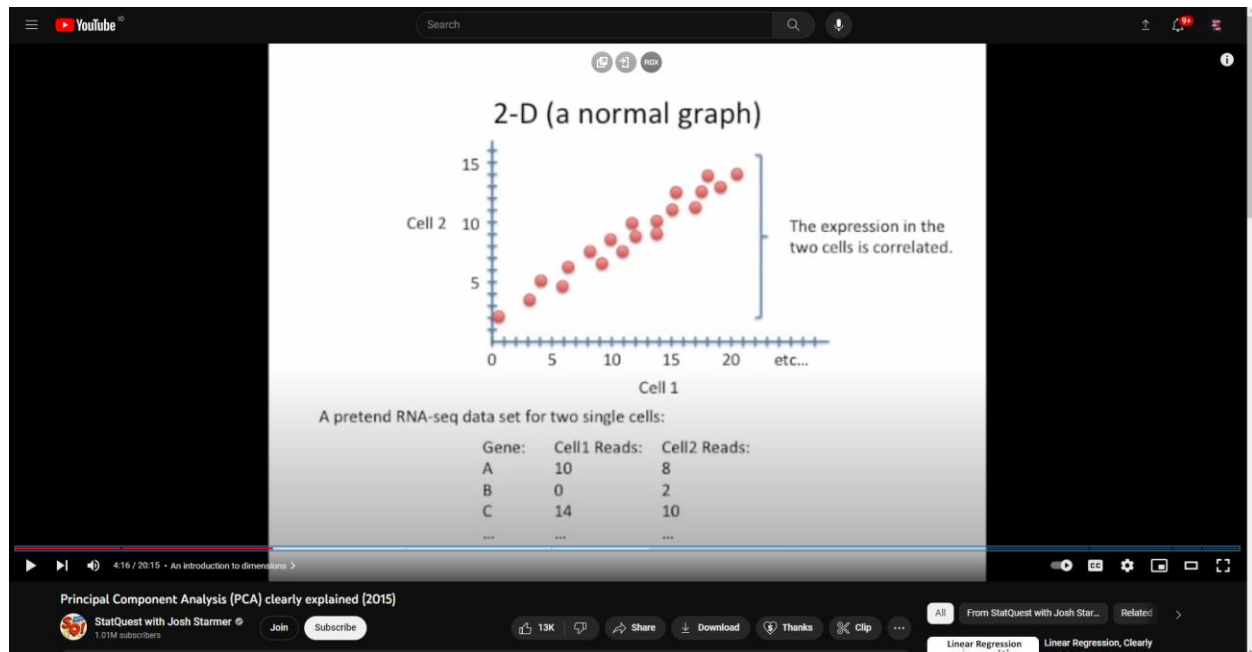 YouTube ID
Search
9+
RGX
2-D (a normal graph)
15
Cell 2 10
5
0 5 10 15 20 etc...
Cell 1
The expression in the
two cells is correlated.
A pretend RNA-seq data set for two single cells:
Gene: Cell1 Reads: Cell2 Reads:
A 10 8
B 0 2
C 14 10
... ... ...
4:16 / 20:15 • An introduction to dimensions >
CC
Principal Component Analysis (PCA) clearly explained (2015)
StatQuest with Josh Starmer
1.01M subscribers
Join Subscribe
13K Share Download Thanks Clip ...
All From StatQuest with Josh Star... Related
Linear Regression
Linear Regression, Clearly